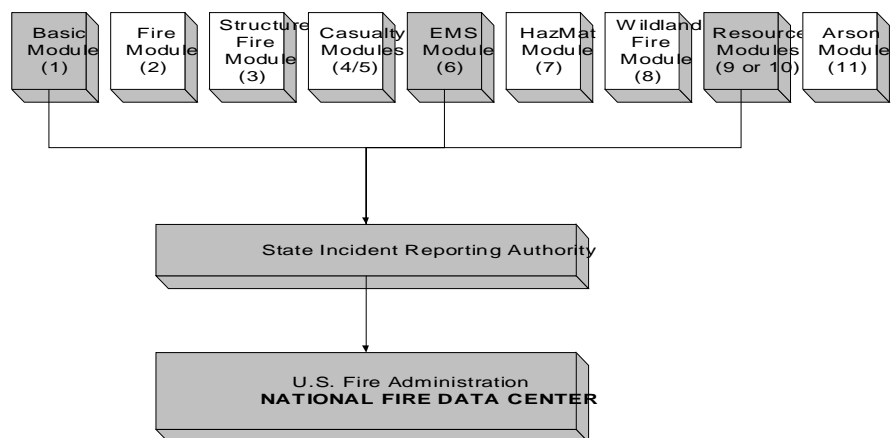 Basic
Module
(1)
Fire
Module
(2)
Structure
Fire
Module
(3)
Casualty
Modules
(4/5)
EMS
Module
(6)
HazMat
Module
(7)
Wildland
Fire
Module
(8)
Resource
Modules
(9 or 10)
Arson
Module
(11)
State Incident Reporting Authority
U.S. Fire Administration
NATIONAL FIRE DATA CENTER